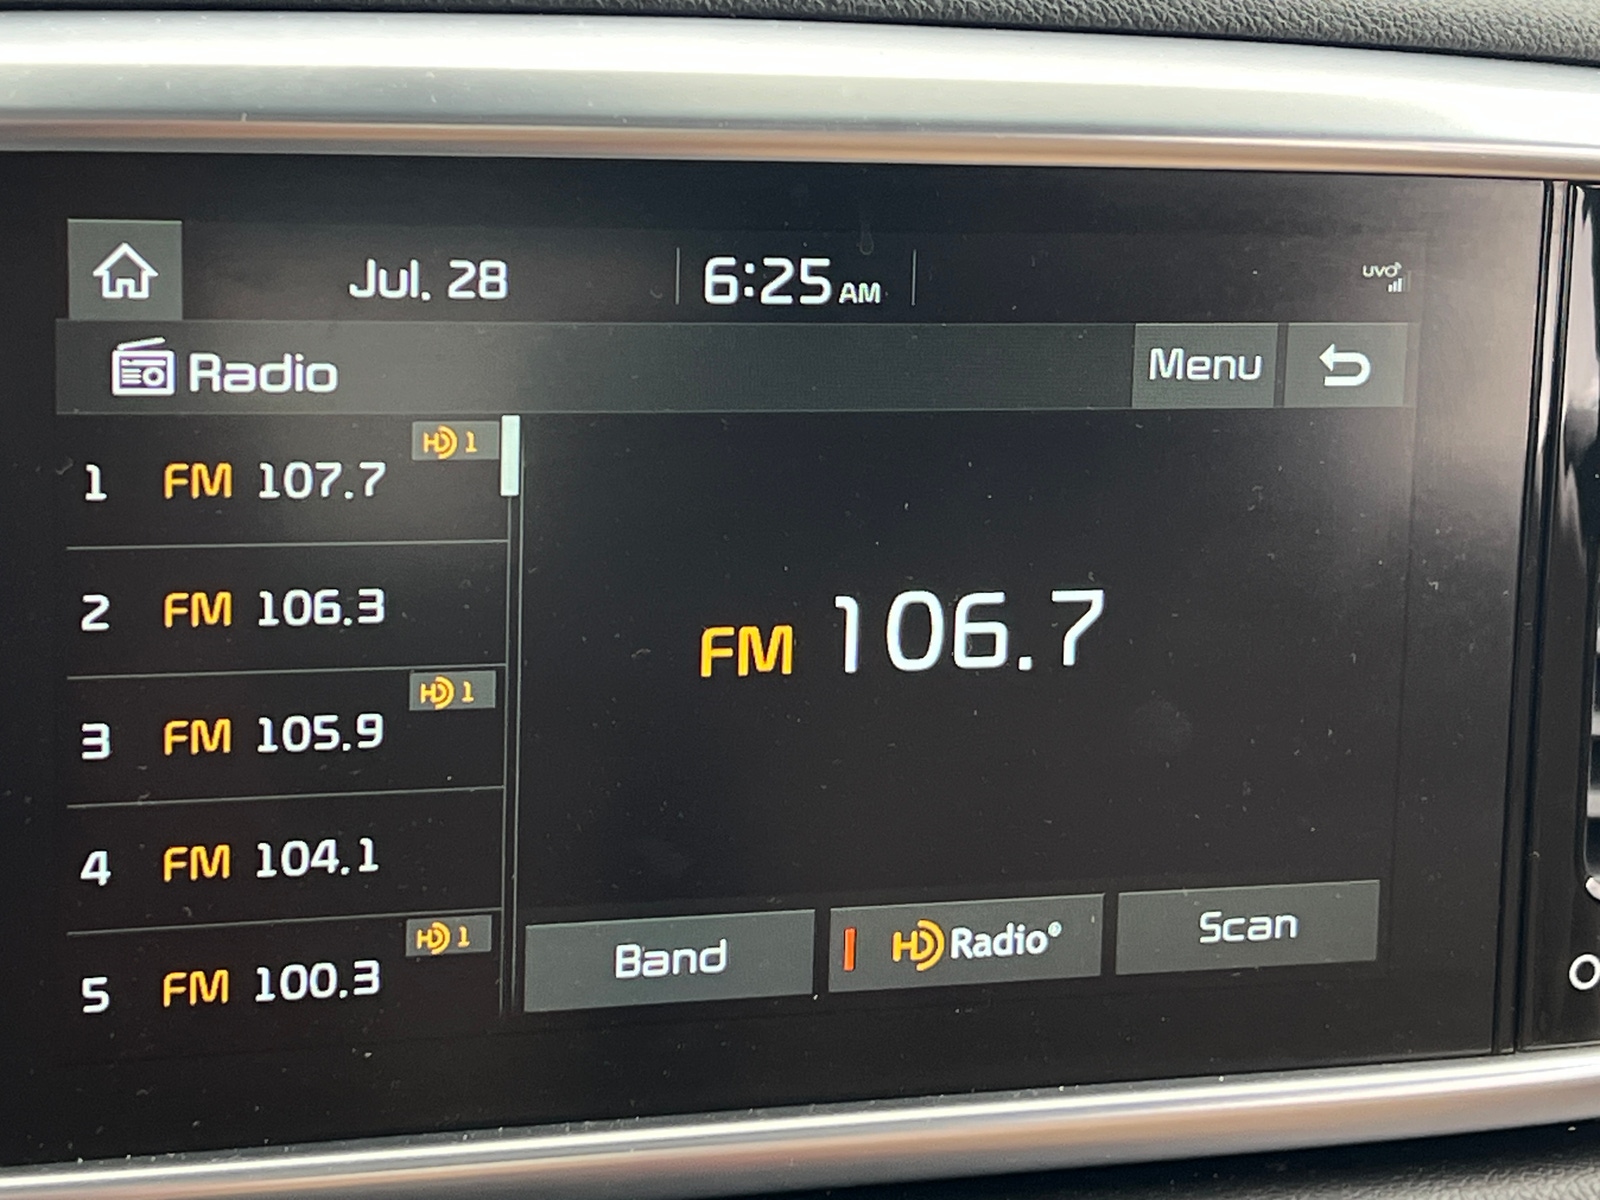 Jul. 28 6:25 AM UVO
Radio Menu
HD 1
1 FM 107.7
2 FM 106.3
HD 1
3 FM 105.9
4 FM 104.1
HD 1
5 FM 100.3
FM 106.7
Band HD Radio® Scan